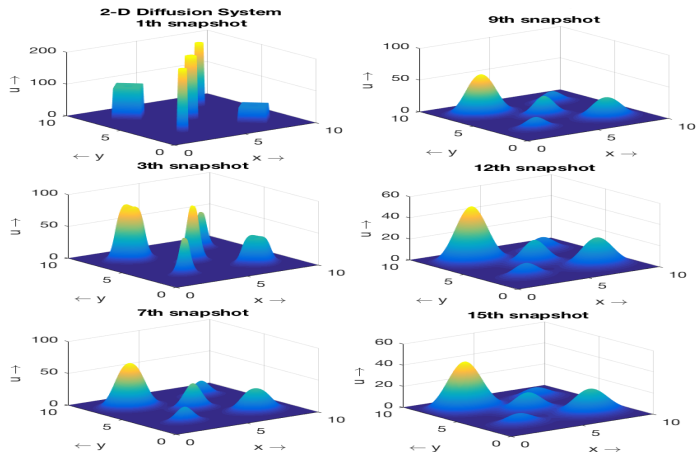 2-D Diffusion System
1th snapshot
200
100
0
10
5
0
0
5
10
u→
← y
x →
3th snapshot
100
50
0
10
5
0
0
5
10
u→
← y
x →
7th snapshot
100
50
0
10
5
0
0
5
10
u→
← y
x →
9th snapshot
100
50
0
10
5
0
0
5
10
u→
← y
x →
12th snapshot
60
40
20
0
10
5
0
0
5
10
u→
← y
x →
15th snapshot
60
40
20
0
10
5
0
0
5
10
u→
← y
x →